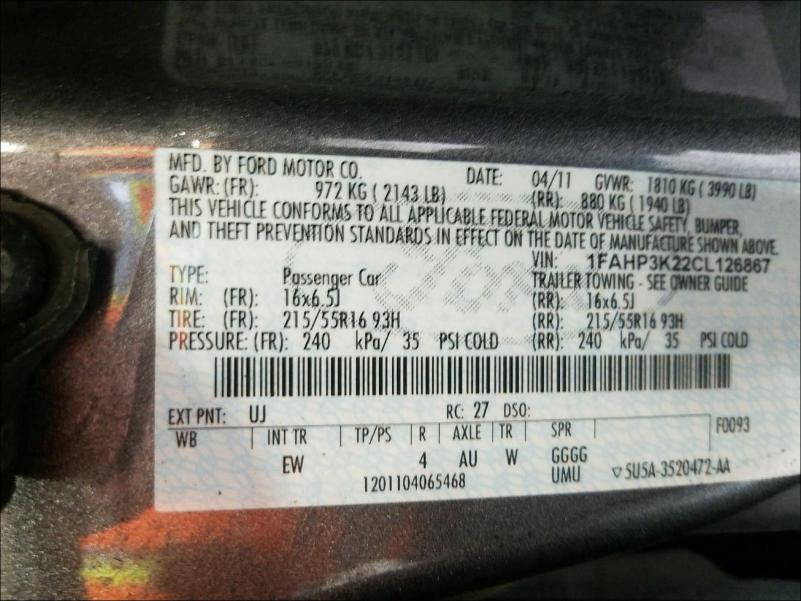 MFD. BY FORD MOTOR CO. DATE: 04/11 GVWR: 1810 KG ( 3990 LB)
GAWR: (FR): 972 KG ( 2143 LB) (RR): 880 KG ( 1940 LB)
THIS VEHICLE CONFORMS TO ALL APPLICABLE FEDERAL MOTOR VEHICLE SAFETY, BUMPER,
AND THEFT PREVENTION STANDARDS IN EFFECT ON THE DATE OF MANUFACTURE SHOWN ABOVE.
VIN: 1FAHP3K22CL126867
TYPE: Passenger Car TRAILER TOWING - SEE OWNER GUIDE
RIM: (FR): 16x6.5J (RR): 16x6.5J
TIRE: (FR): 215/55R16 93H (RR): 215/55R16 93H
PRESSURE: (FR): 240 kPa/ 35 PSI COLD (RR): 240 kPa/ 35 PSI COLD
EXT PNT: UJ RC: 27 DSO: F0093
WB INT TR TP/PS R AXLE TR SPR
EW 4 AU W GGGG
UMU
1201104065468 ▽5U5A-3520472-AA